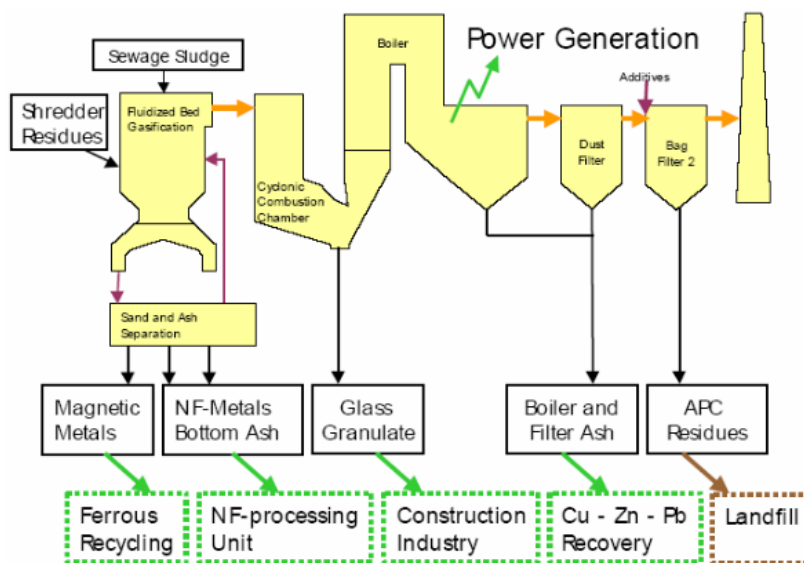 Sewage Sludge
Boiler
Power Generation
Additives
Shredder
Residues
Fluidized Bed
Gasification
Dust
Filter
Bag
Filter 2
Cyclonic
Combustion
Chamber
Sand and Ash
Separation
Magnetic
Metals
NF-Metals
Bottom Ash
Glass
Granulate
Boiler and
Filter Ash
APC
Residues
Ferrous
Recycling
NF-processing
Unit
Construction
Industry
Cu - Zn - Pb
Recovery
Landfill